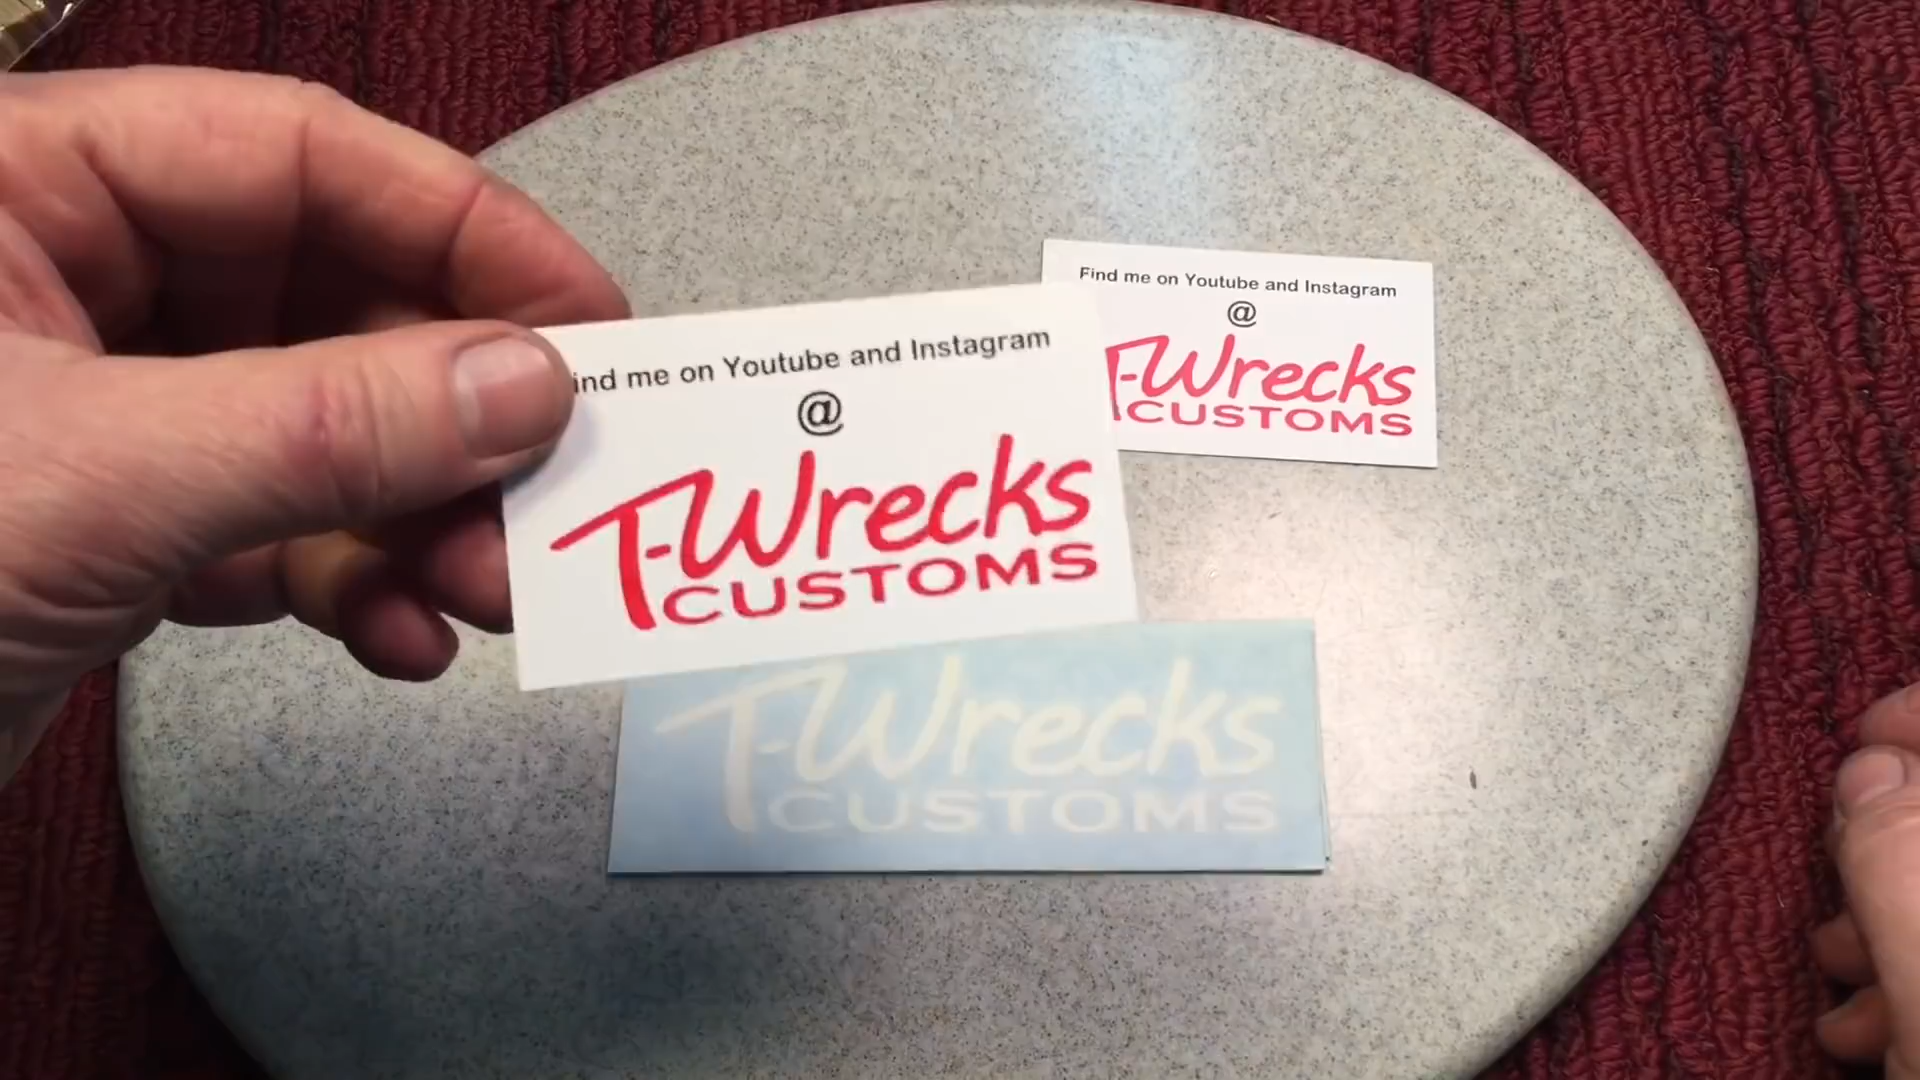 ind me on Youtube and Instagram
@
T-Wrecks
CUSTOMS
Find me on Youtube and Instagram
@
T-Wrecks
CUSTOMS
T-Wrecks
CUSTOMS